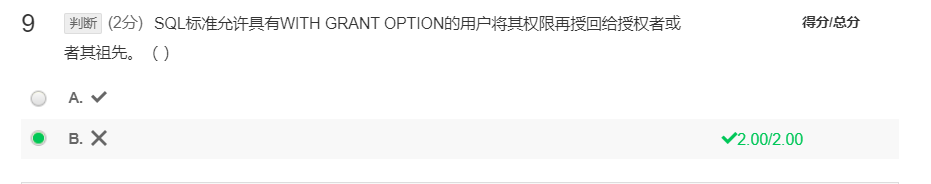 9 判断 (2分) SQL标准允许具有WITH GRANT OPTION的用户将其权限再授回给授权者或 得分/总分
者其祖先。 ( )
A. ✓
B. ✕ ✓2.00/2.00